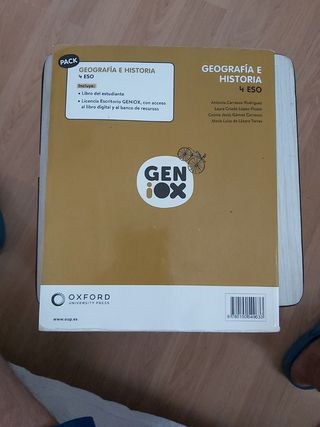 PACK
GEOGRAFÍA E HISTORIA
4 ESO
Incluye:
• Libro del estudiante
• Licencia Escritorio GENiOX, con acceso
al libro digital y al banco de recursos
GEOGRAFÍA E
HISTORIA
4 ESO
GEN
iOX
OXFORD
UNIVERSITY PRESS
www.oup.es